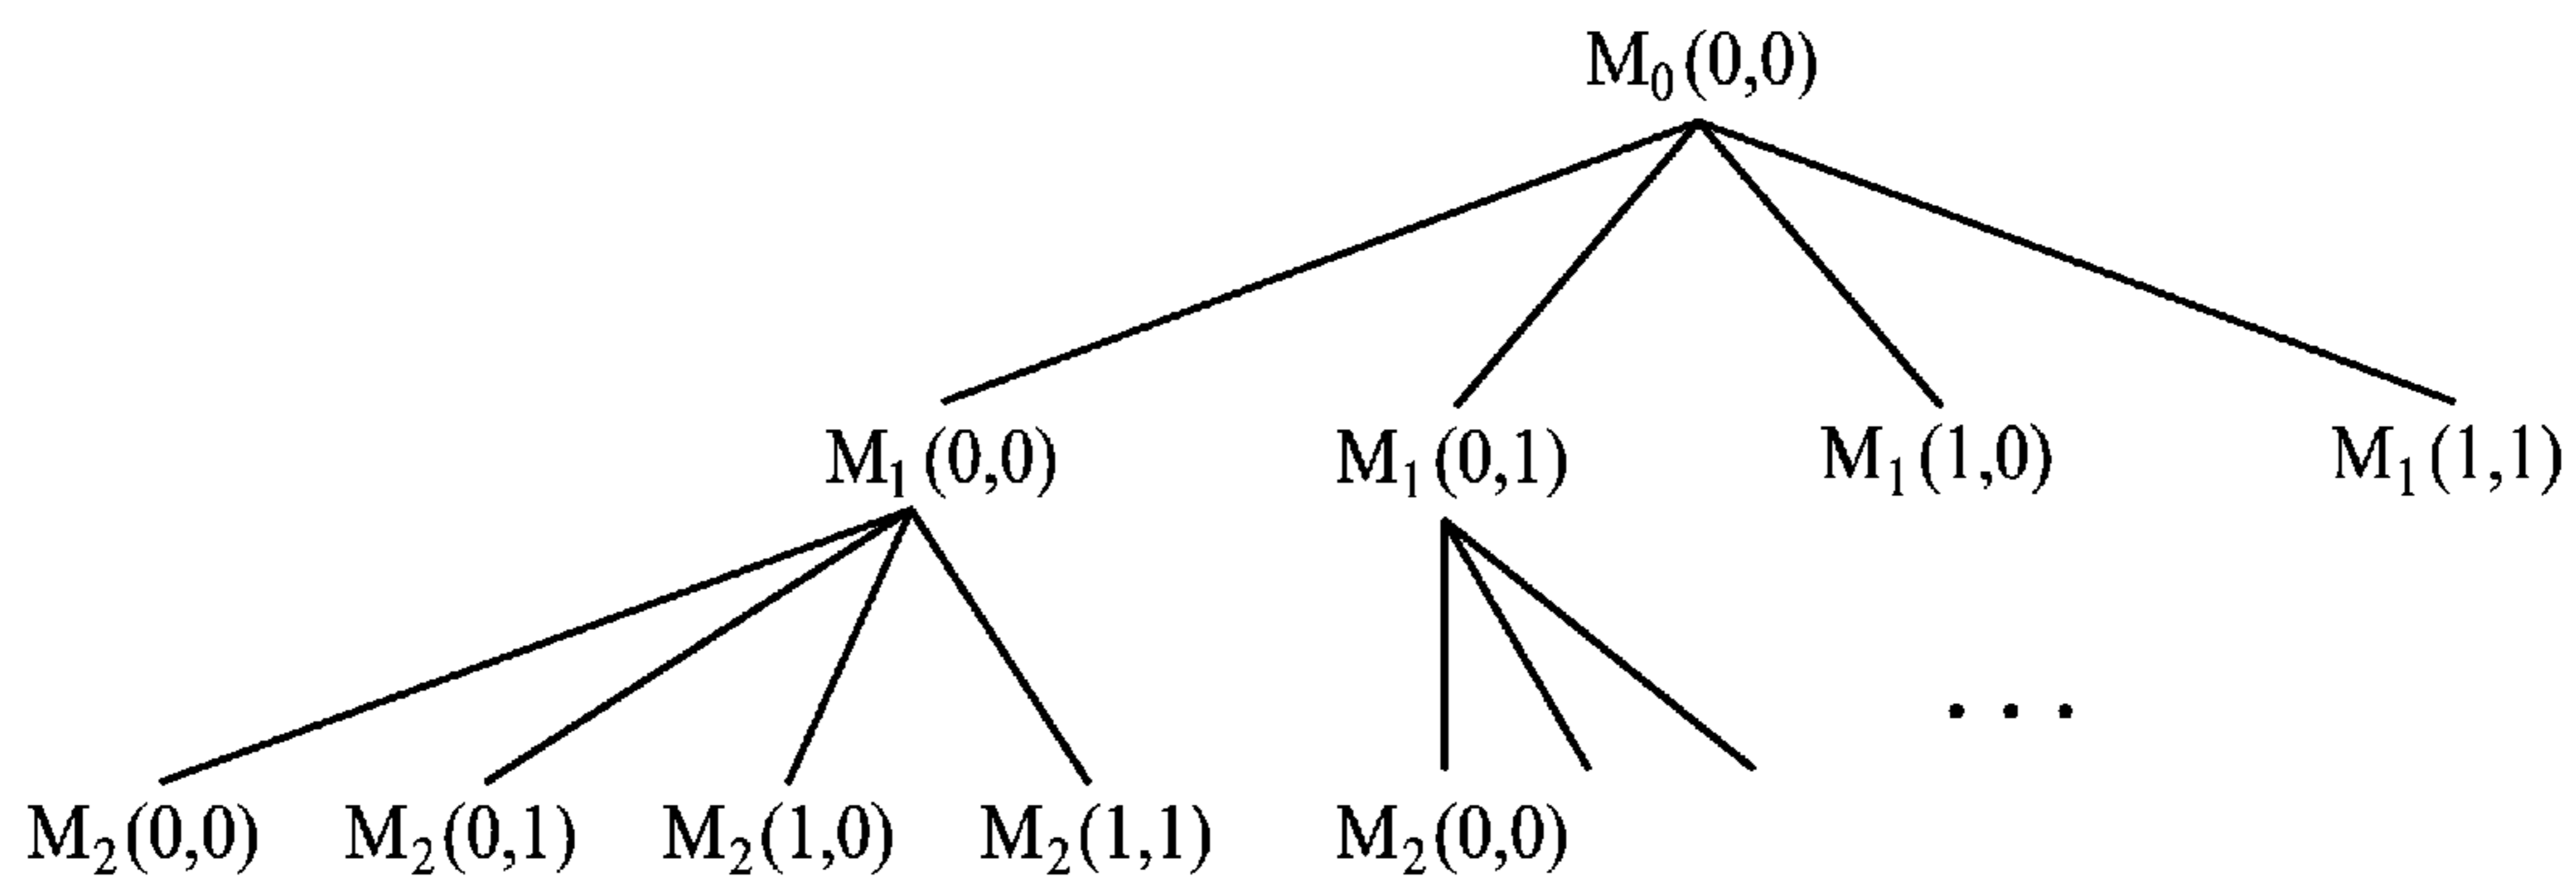 M₀(0,0)
M₁(0,0) M₁(0,1) M₁(1,0) M₁(1,1)
M₂(0,0) M₂(0,1) M₂(1,0) M₂(1,1) M₂(0,0)
. . .